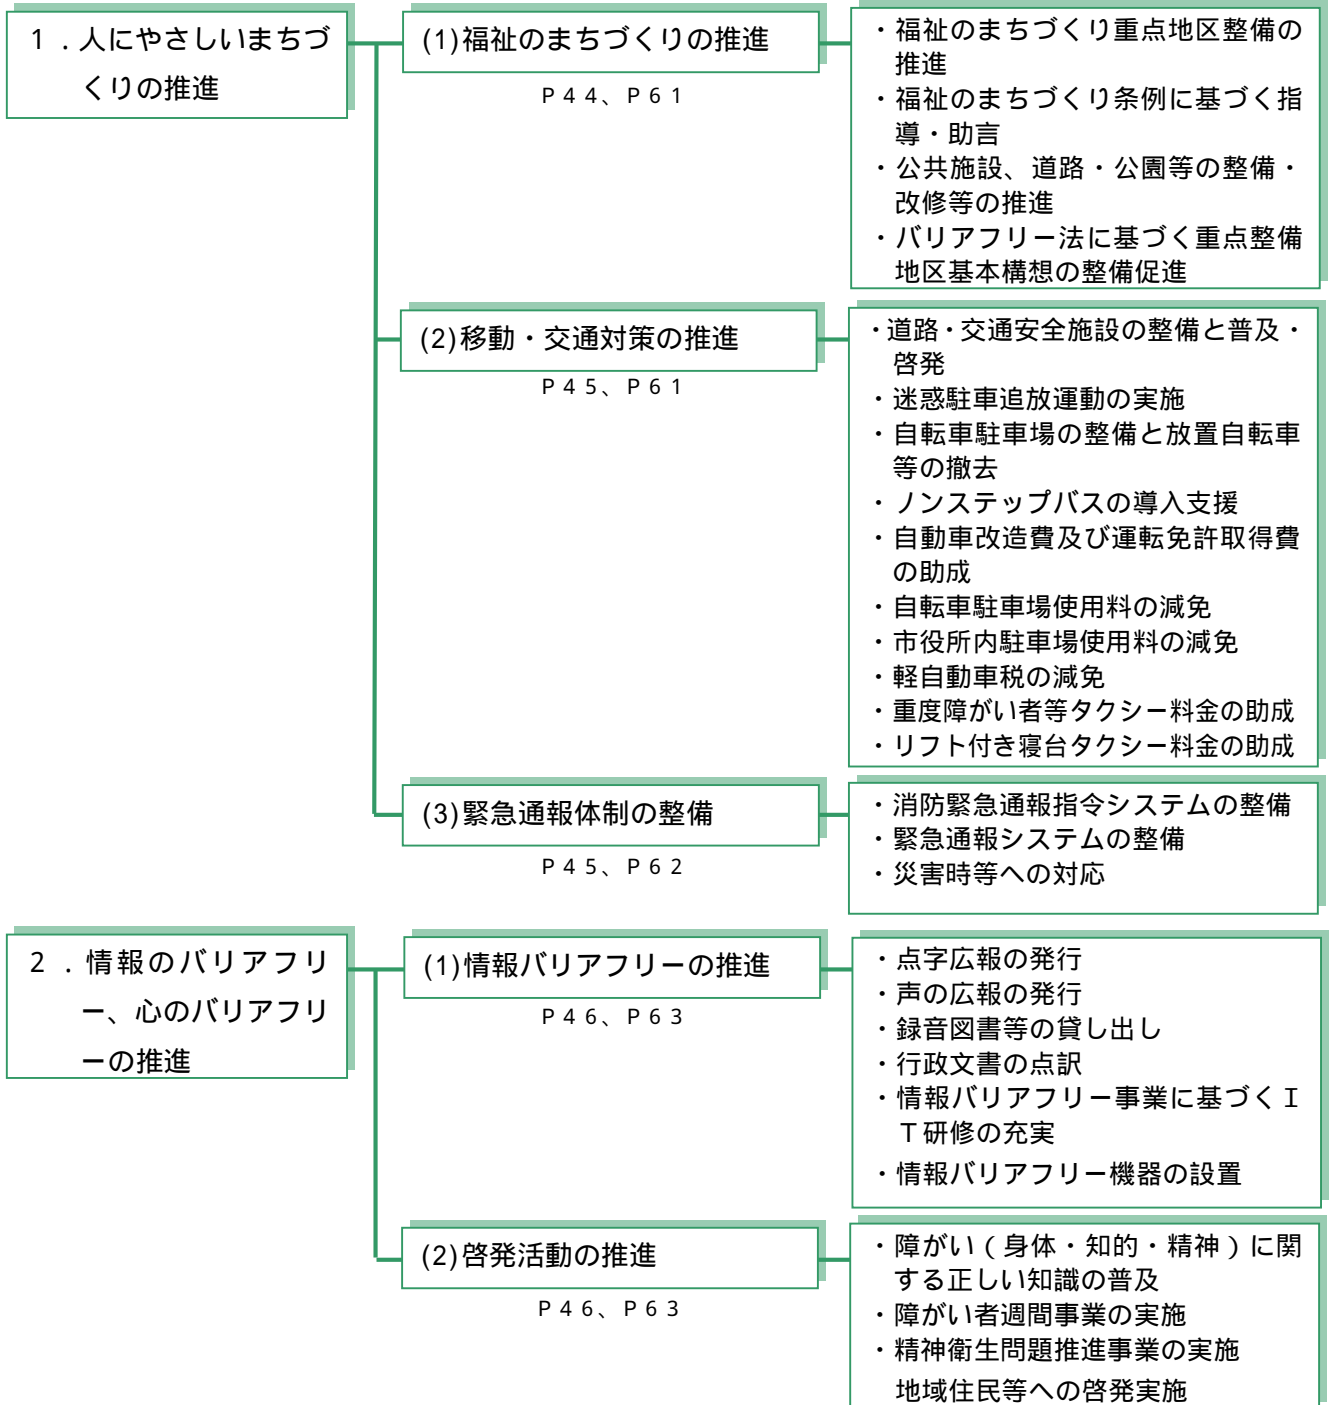 １．人にやさしいまちづ
くりの推進
(1)福祉のまちづくりの推進
Ｐ４４、Ｐ６１
・福祉のまちづくり重点地区整備の
推進
・福祉のまちづくり条例に基づく指
導・助言
・公共施設、道路・公園等の整備・
改修等の推進
・バリアフリー法に基づく重点整備
地区基本構想の整備促進
(2)移動・交通対策の推進
Ｐ４５、Ｐ６１
・道路・交通安全施設の整備と普及・
啓発
・迷惑駐車追放運動の実施
・自転車駐車場の整備と放置自転車
等の撤去
・ノンステップバスの導入支援
・自動車改造費及び運転免許取得費
の助成
・自転車駐車場使用料の減免
・市役所内駐車場使用料の減免
・軽自動車税の減免
・重度障がい者等タクシー料金の助成
・リフト付き寝台タクシー料金の助成
(3)緊急通報体制の整備
Ｐ４５、Ｐ６２
・消防緊急通報指令システムの整備
・緊急通報システムの整備
・災害時等への対応
２．情報のバリアフリ
ー、心のバリアフリ
ーの推進
(1)情報バリアフリーの推進
Ｐ４６、Ｐ６３
・点字広報の発行
・声の広報の発行
・録音図書等の貸し出し
・行政文書の点訳
・情報バリアフリー事業に基づくＩ
Ｔ研修の充実
・情報バリアフリー機器の設置
(2)啓発活動の推進
Ｐ４６、Ｐ６３
・障がい（身体・知的・精神）に関
する正しい知識の普及
・障がい者週間事業の実施
・精神衛生問題推進事業の実施
地域住民等への啓発実施